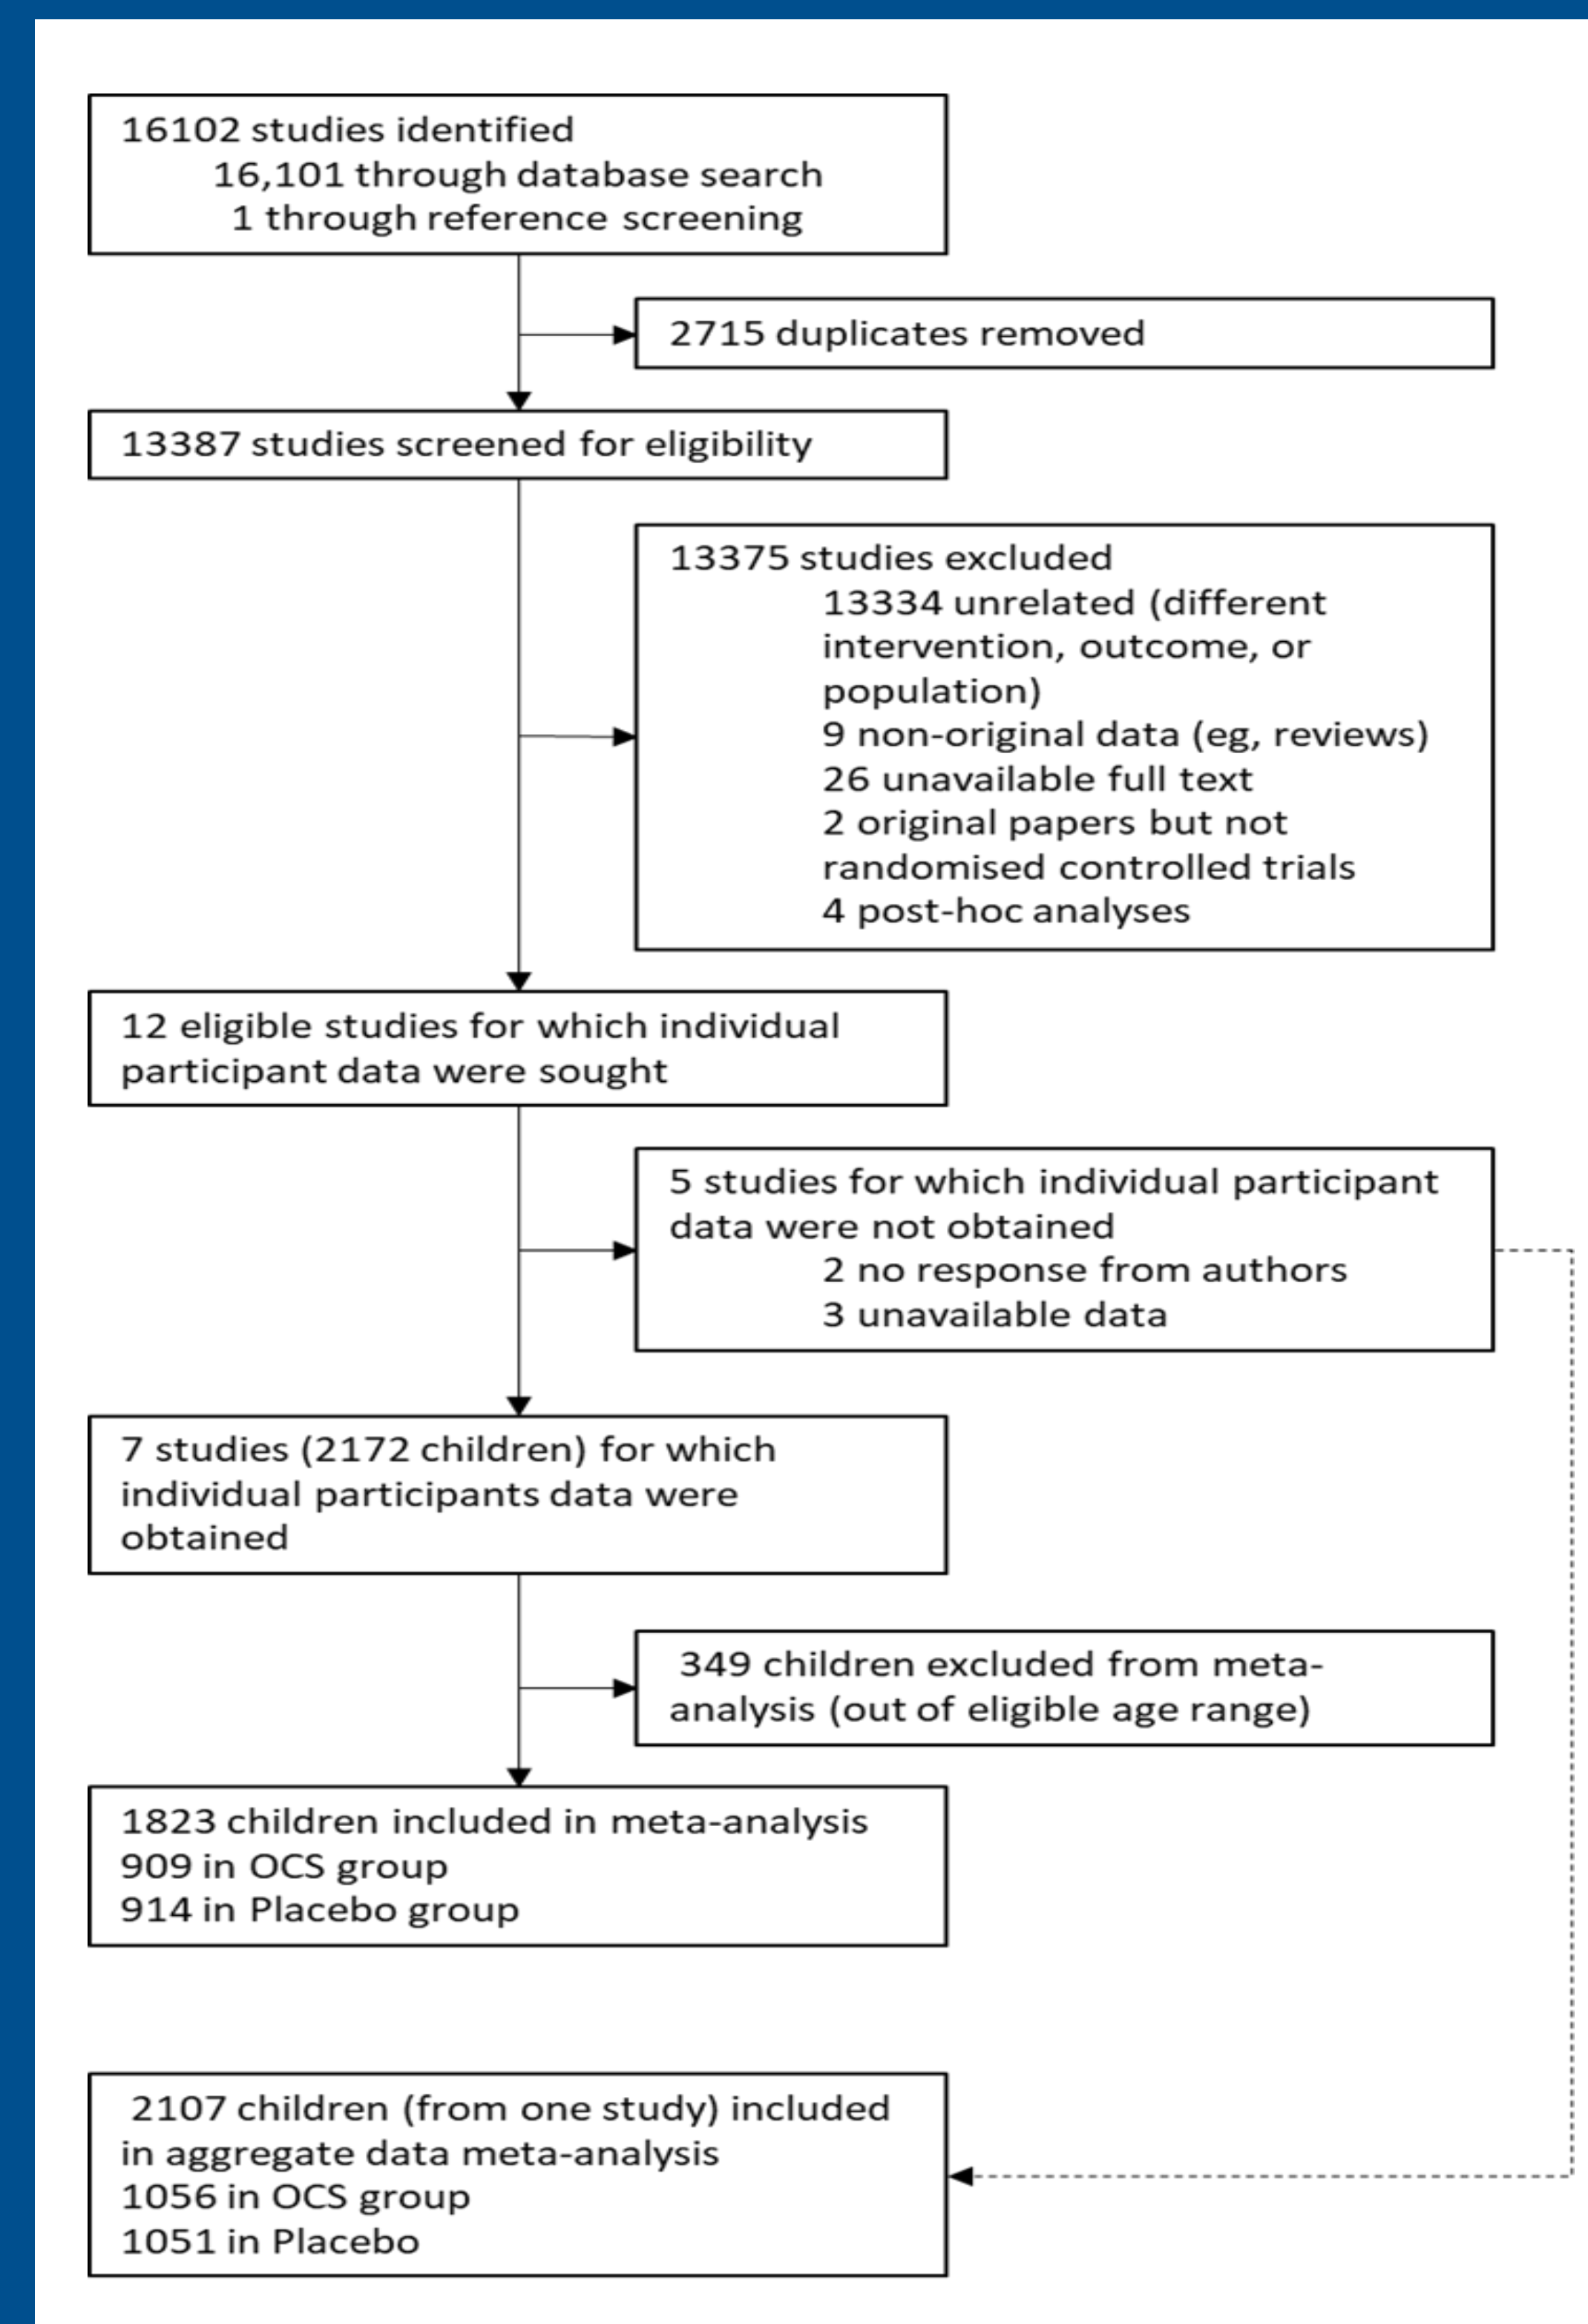 16102 studies identified
16,101 through database search
1 through reference screening
2715 duplicates removed
13387 studies screened for eligibility
13375 studies excluded
13334 unrelated (different
intervention, outcome, or
population)
9 non-original data (eg, reviews)
26 unavailable full text
2 original papers but not
randomised controlled trials
4 post-hoc analyses
12 eligible studies for which individual
participant data were sought
5 studies for which individual participant
data were not obtained
2 no response from authors
3 unavailable data
7 studies (2172 children) for which
individual participants data were
obtained
349 children excluded from meta-
analysis (out of eligible age range)
1823 children included in meta-analysis
909 in OCS group
914 in Placebo group
2107 children (from one study) included
in aggregate data meta-analysis
1056 in OCS group
1051 in Placebo